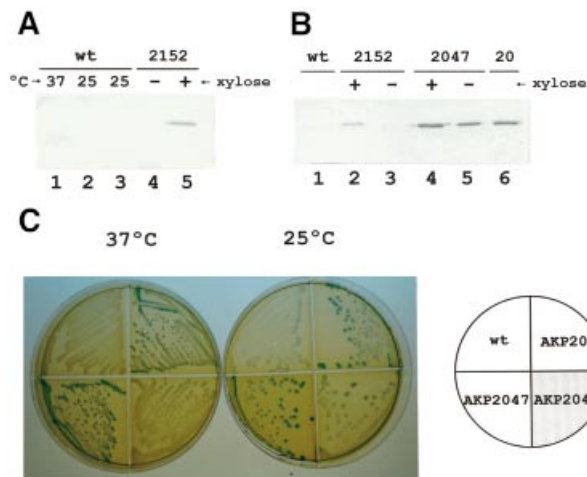 A
wt 2152
°C → 37 25 25 – + ← xylose
1 2 3 4 5
B
wt 2152 2047 20
+ – + – ← xylose
1 2 3 4 5 6
C
37°C 25°C
wt AKP20
AKP2047 AKP204